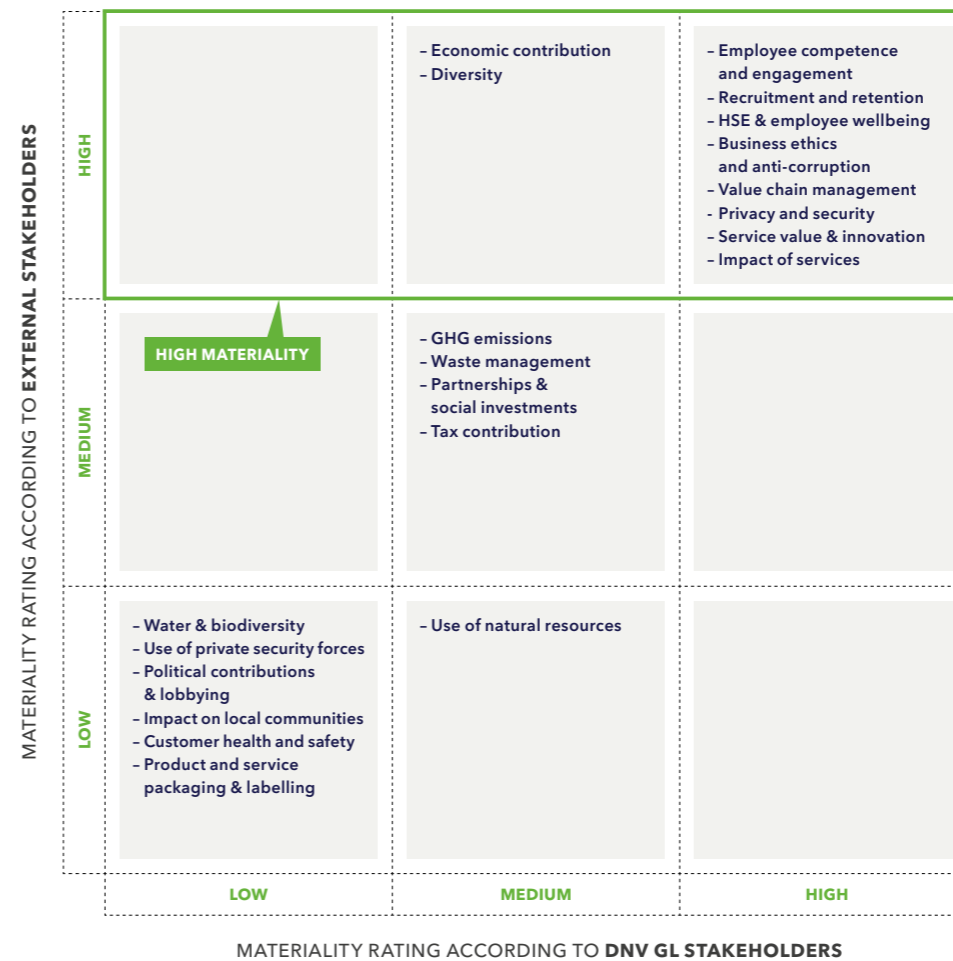 MATERIALITY RATING ACCORDING TO EXTERNAL STAKEHOLDERS
HIGH
– Economic contribution
– Diversity
– Employee competence
and engagement
– Recruitment and retention
– HSE & employee wellbeing
– Business ethics
and anti-corruption
– Value chain management
- Privacy and security
– Service value & innovation
– Impact of services
MEDIUM
HIGH MATERIALITY
– GHG emissions
– Waste management
– Partnerships &
social investments
– Tax contribution
LOW
– Water & biodiversity
– Use of private security forces
– Political contributions
& lobbying
– Impact on local communities
– Customer health and safety
– Product and service
packaging & labelling
– Use of natural resources
LOW
MEDIUM
HIGH
MATERIALITY RATING ACCORDING TO DNV GL STAKEHOLDERS